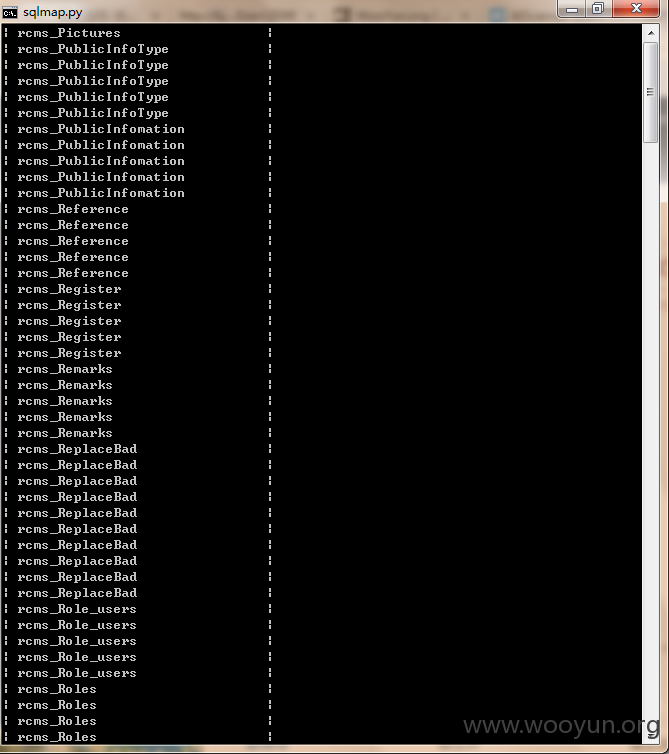 sqlmap.py
¦ rcms_Pictures ¦
¦ rcms_PublicInfoType ¦
¦ rcms_PublicInfoType ¦
¦ rcms_PublicInfoType ¦
¦ rcms_PublicInfoType ¦
¦ rcms_PublicInfoType ¦
¦ rcms_PublicInfomation ¦
¦ rcms_PublicInfomation ¦
¦ rcms_PublicInfomation ¦
¦ rcms_PublicInfomation ¦
¦ rcms_PublicInfomation ¦
¦ rcms_Reference ¦
¦ rcms_Reference ¦
¦ rcms_Reference ¦
¦ rcms_Reference ¦
¦ rcms_Reference ¦
¦ rcms_Register ¦
¦ rcms_Register ¦
¦ rcms_Register ¦
¦ rcms_Register ¦
¦ rcms_Register ¦
¦ rcms_Remarks ¦
¦ rcms_Remarks ¦
¦ rcms_Remarks ¦
¦ rcms_Remarks ¦
¦ rcms_Remarks ¦
¦ rcms_ReplaceBad ¦
¦ rcms_ReplaceBad ¦
¦ rcms_ReplaceBad ¦
¦ rcms_ReplaceBad ¦
¦ rcms_ReplaceBad ¦
¦ rcms_ReplaceBad ¦
¦ rcms_ReplaceBad ¦
¦ rcms_ReplaceBad ¦
¦ rcms_ReplaceBad ¦
¦ rcms_ReplaceBad ¦
¦ rcms_Role_users ¦
¦ rcms_Role_users ¦
¦ rcms_Role_users ¦
¦ rcms_Role_users ¦
¦ rcms_Role_users ¦
¦ rcms_Roles ¦
¦ rcms_Roles ¦
¦ rcms_Roles ¦
¦ rcms_Roles ¦
www.wooyun.org